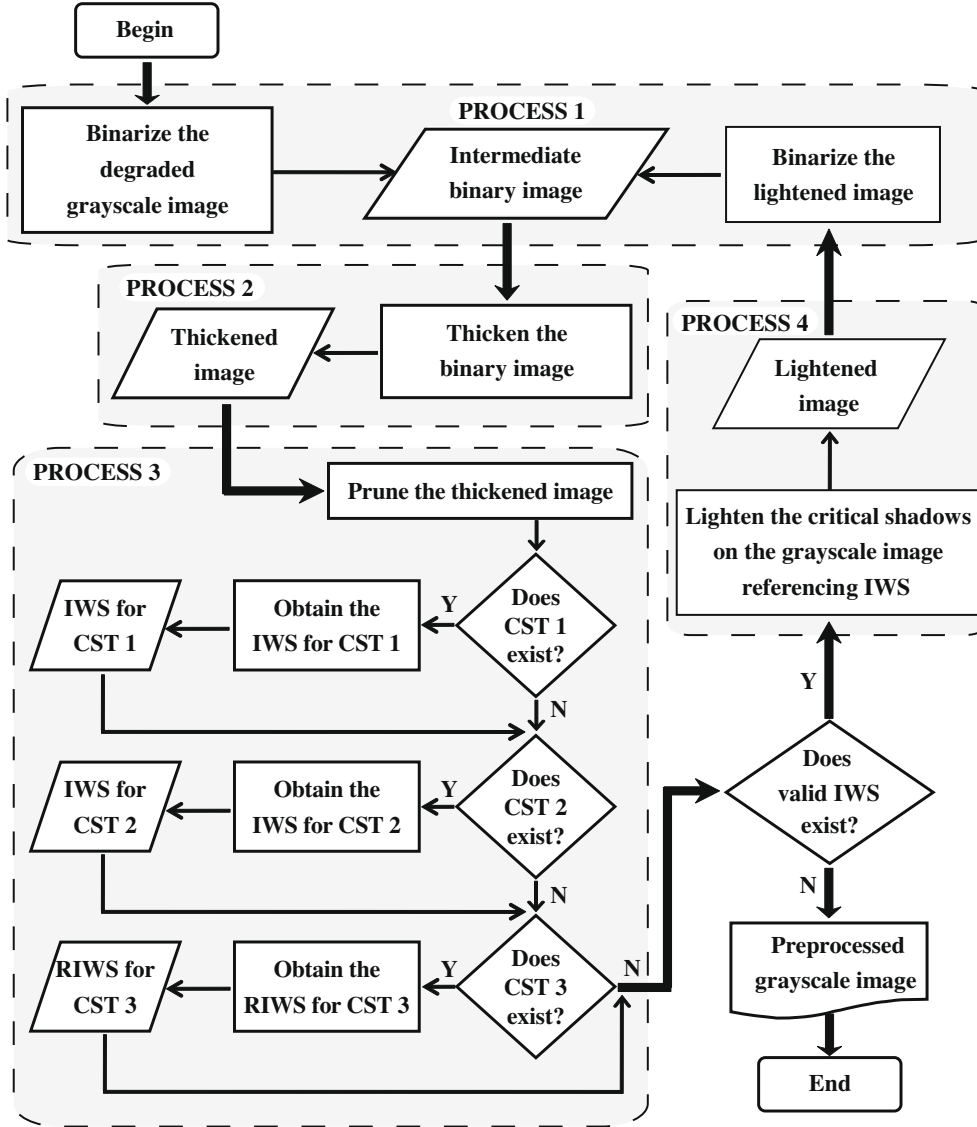 Begin
PROCESS 1
Binarize the
degraded
grayscale image
Intermediate
binary image
Binarize the
lightened image
PROCESS 2
Thickened
image
Thicken the
binary image
PROCESS 4
Lightened
image
Lighten the critical shadows
on the grayscale image
referencing IWS
PROCESS 3
Prune the thickened image
IWS for
CST 1
Obtain the
IWS for CST 1
Y
Does
CST 1
exist?
N
IWS for
CST 2
Obtain the
IWS for CST 2
Y
Does
CST 2
exist?
N
RIWS for
CST 3
Obtain the
RIWS for CST 3
Y
Does
CST 3
exist?
N
Y
Does
valid IWS
exist?
N
Preprocessed
grayscale image
End